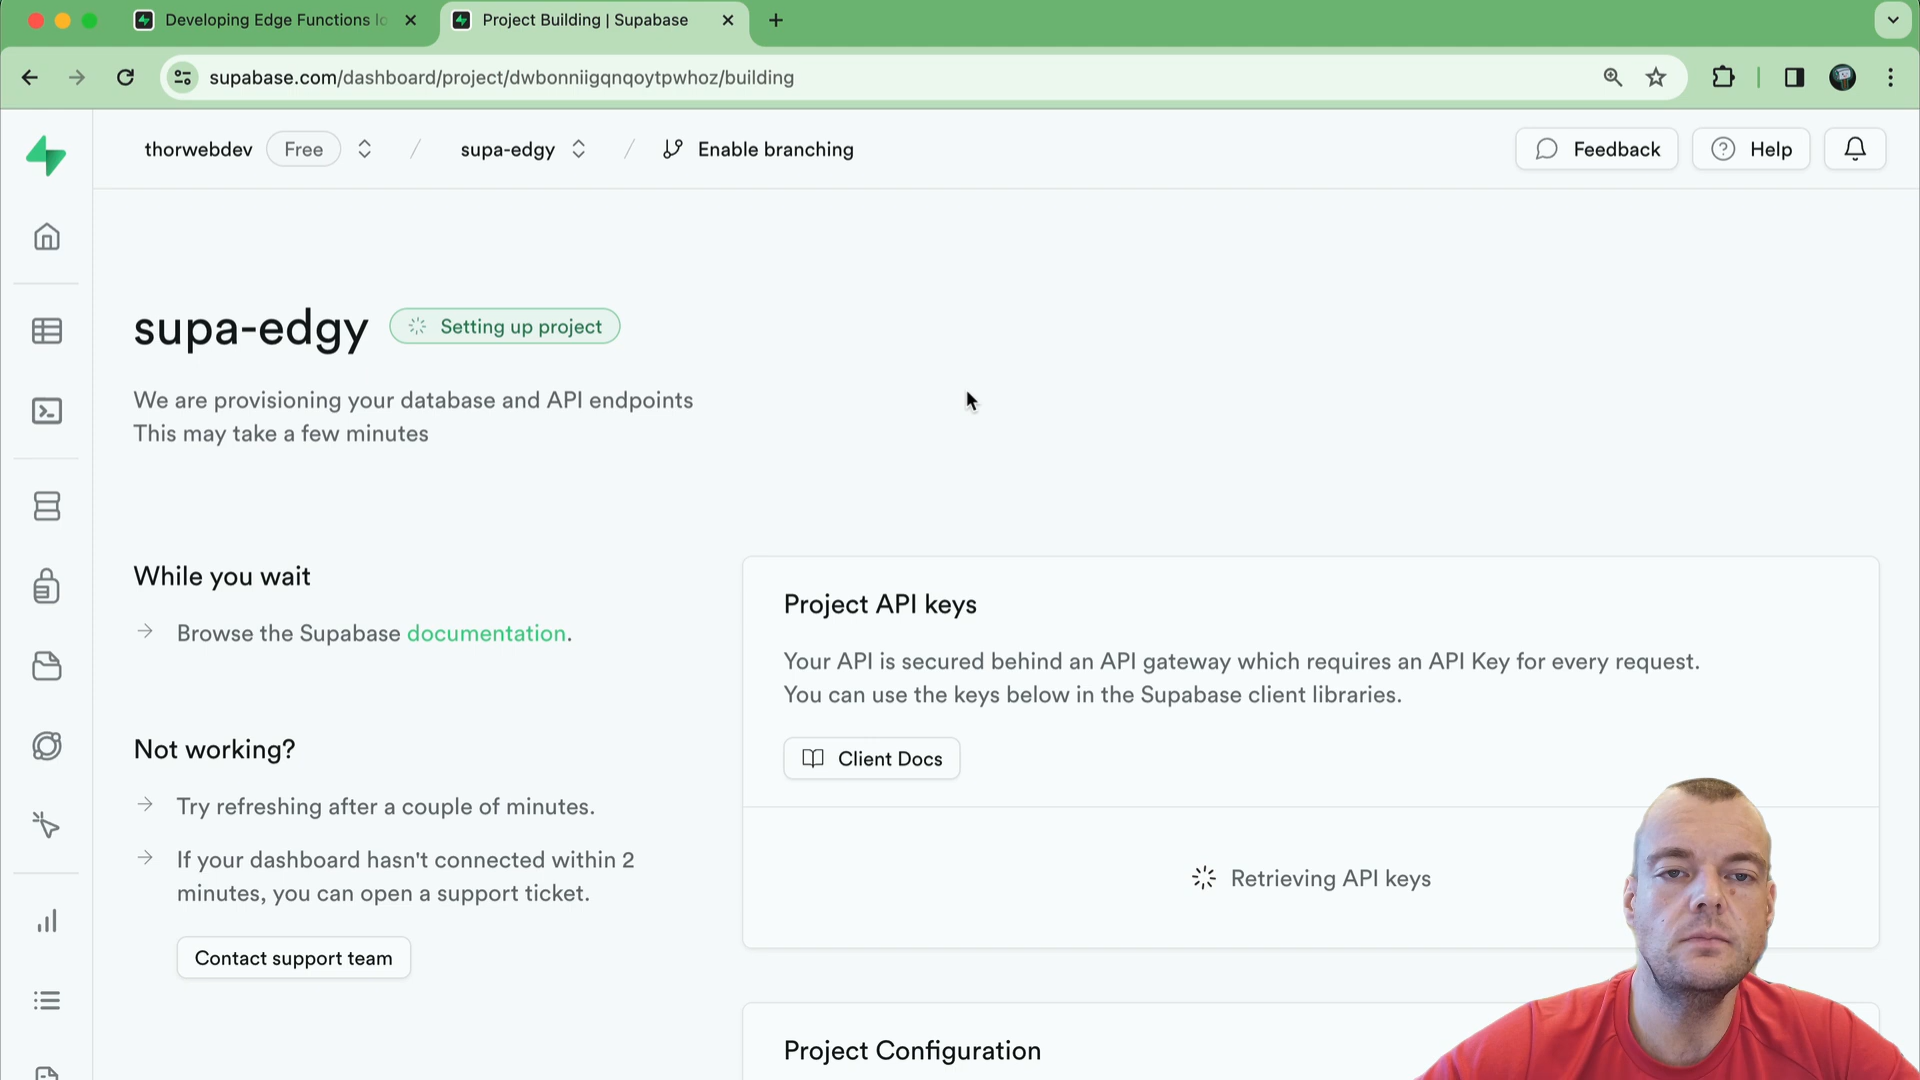 Developing Edge Functions lo
Project Building | Supabase
supabase.com/dashboard/project/dwbonniigqnqoytpwhoz/building
thorwebdev Free / supa-edgy / Enable branching
Feedback
Help
supa-edgy
Setting up project
We are provisioning your database and API endpoints
This may take a few minutes
While you wait
Browse the Supabase documentation.
Not working?
Try refreshing after a couple of minutes.
If your dashboard hasn't connected within 2
minutes, you can open a support ticket.
Contact support team
Project API keys
Your API is secured behind an API gateway which requires an API Key for every request.
You can use the keys below in the Supabase client libraries.
Client Docs
Retrieving API keys
Project Configuration